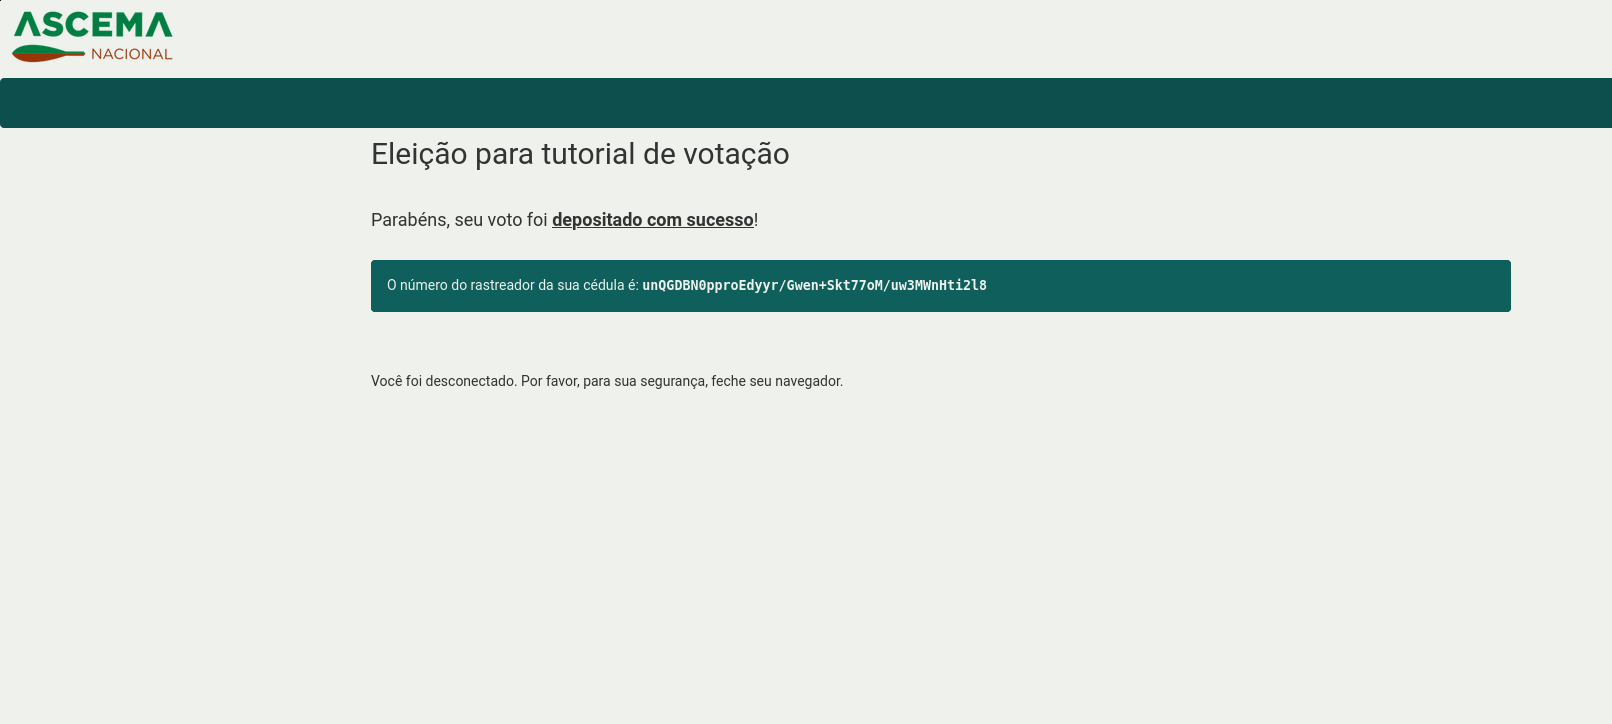 ASCEMA
NACIONAL
Eleição para tutorial de votação
Parabéns, seu voto foi depositado com sucesso!
O número do rastreador da sua cédula é: unQGDBN0pproEdyyr/Gwen+Skt77oM/uw3MWnHti2l8
Você foi desconectado. Por favor, para sua segurança, feche seu navegador.